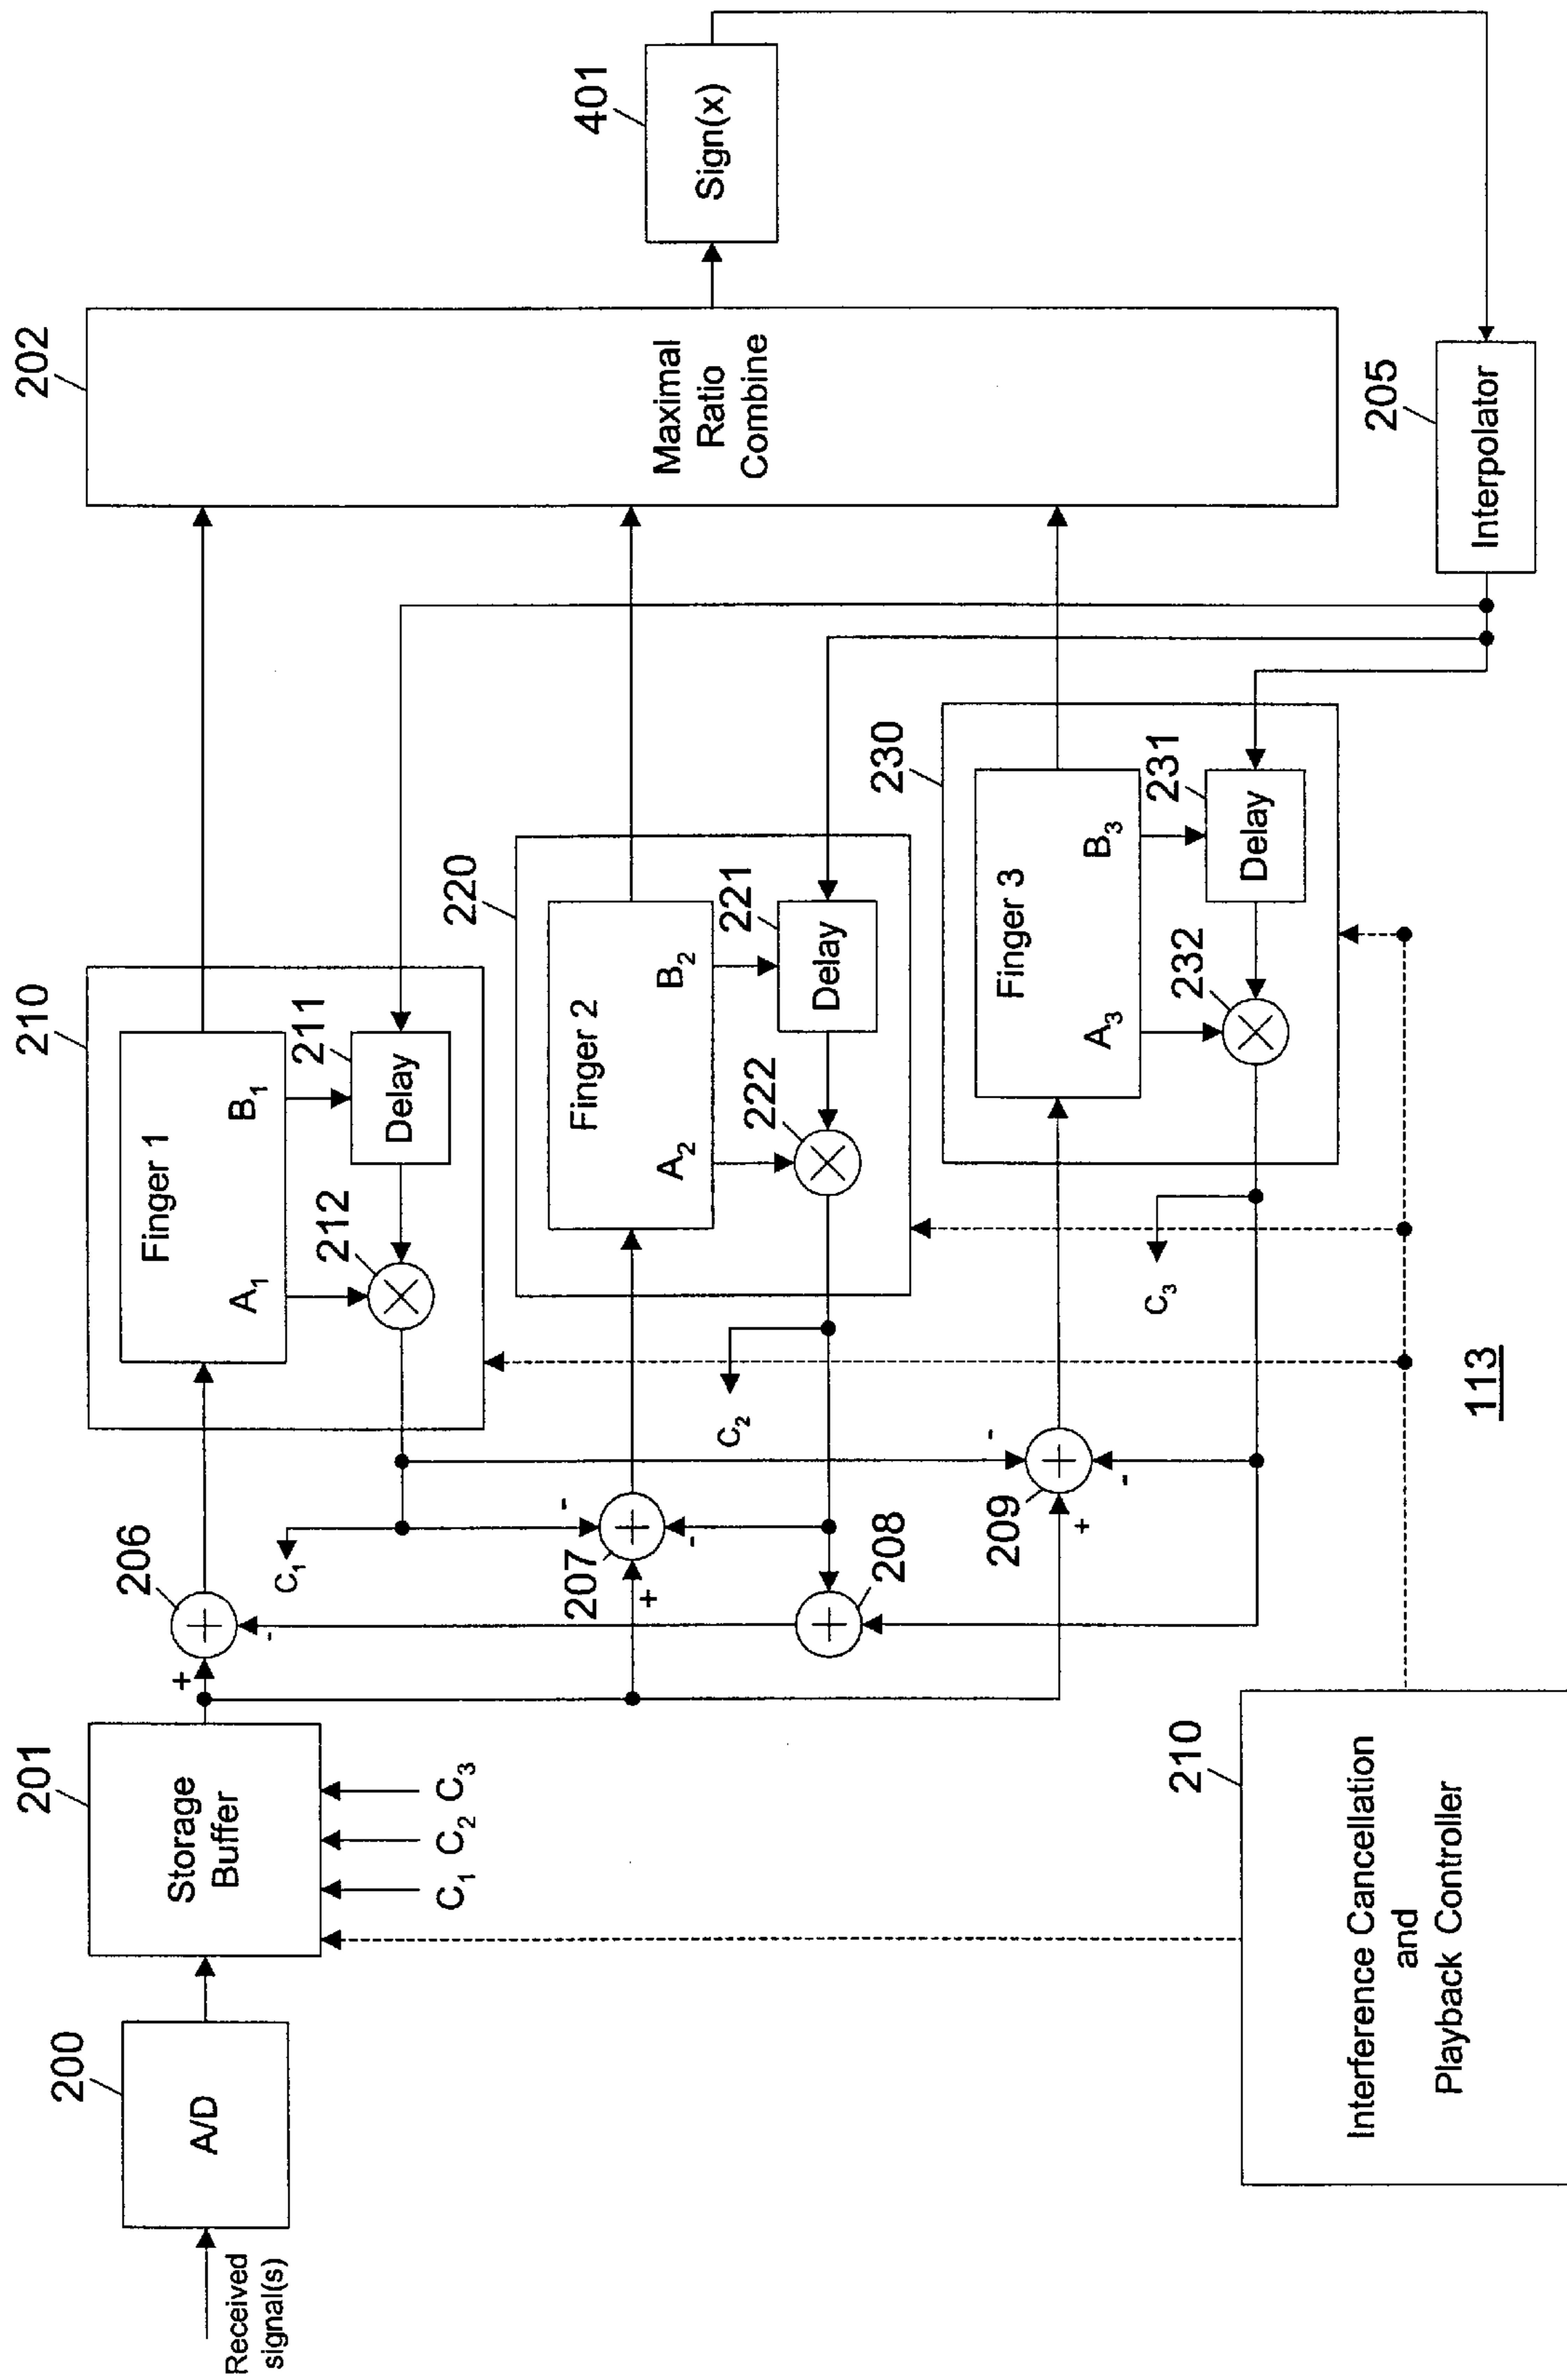 Received
signal(s)
200
A/D
201
Storage
Buffer
C1 C2 C3
+
-
206
+
C1
210
Finger 1
A1
B1
212
×
211
Delay
+
-
-
207
+
208
+
C2
220
Finger 2
A2
B2
222
×
221
Delay
+
-
-
209
+
C3
230
Finger 3
A3
B3
232
×
231
Delay
202
Maximal
Ratio
Combine
401
Sign(x)
205
Interpolator
210
Interference Cancellation
and
Playback Controller
113